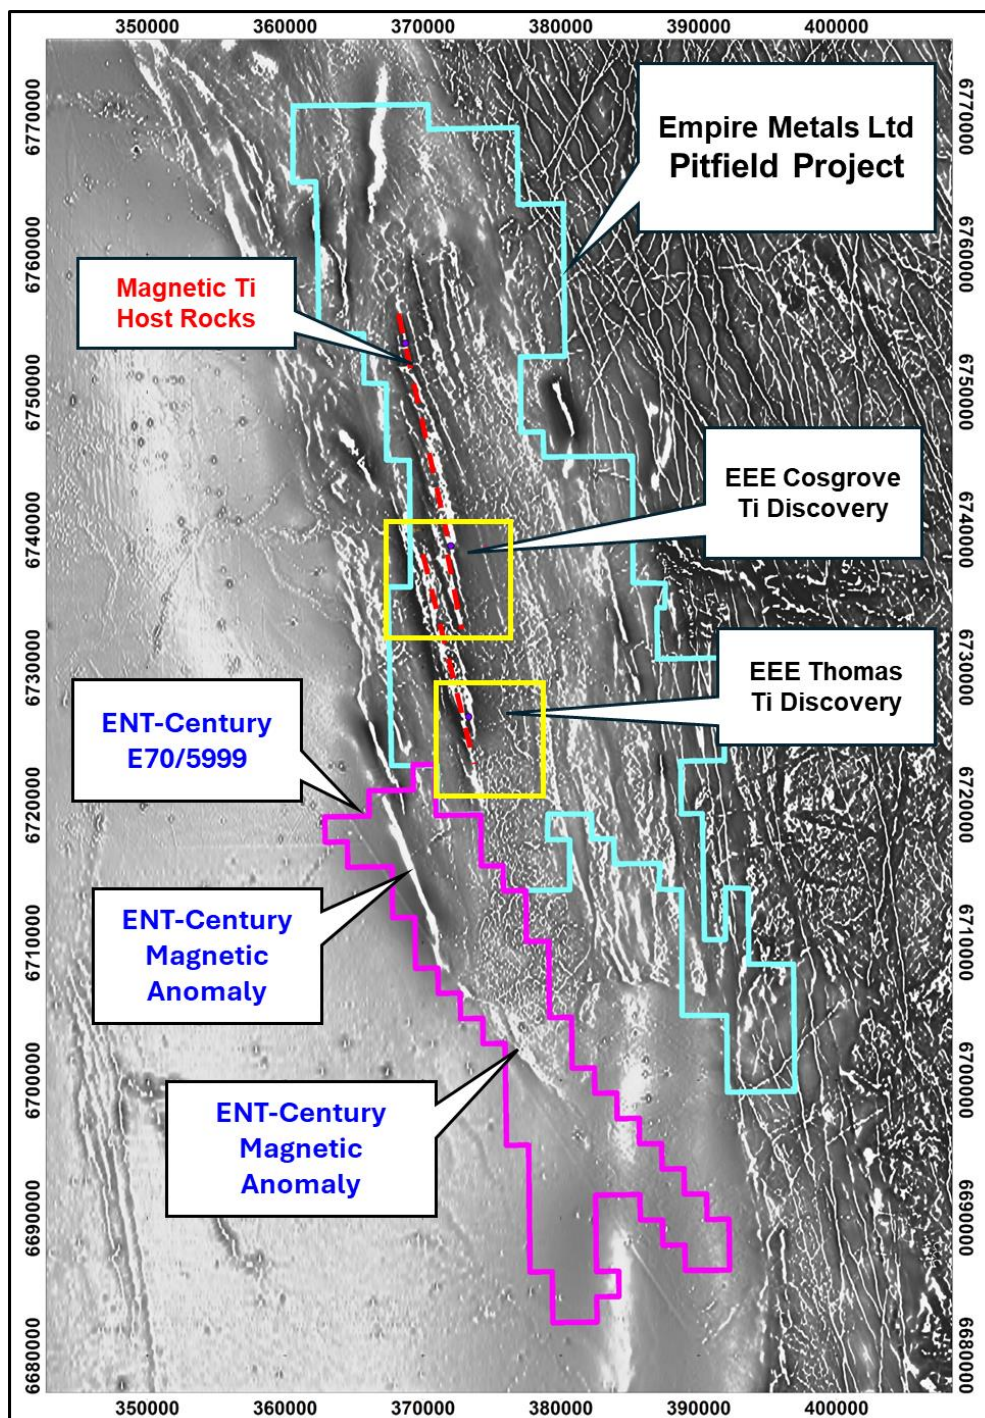 350000 360000 370000 380000 390000 400000
6770000
6770000
Empire Metals Ltd
Pitfield Project
6760000
6760000
Magnetic Ti
Host Rocks
6750000
6750000
EEE Cosgrove
Ti Discovery
6740000
6740000
EEE Thomas
Ti Discovery
6730000
6730000
ENT-Century
E70/5999
6720000
6720000
ENT-Century
Magnetic
Anomaly
6710000
6710000
ENT-Century
Magnetic
Anomaly
6700000
6700000
6690000
6690000
6680000
6680000
350000 360000 370000 380000 390000 400000